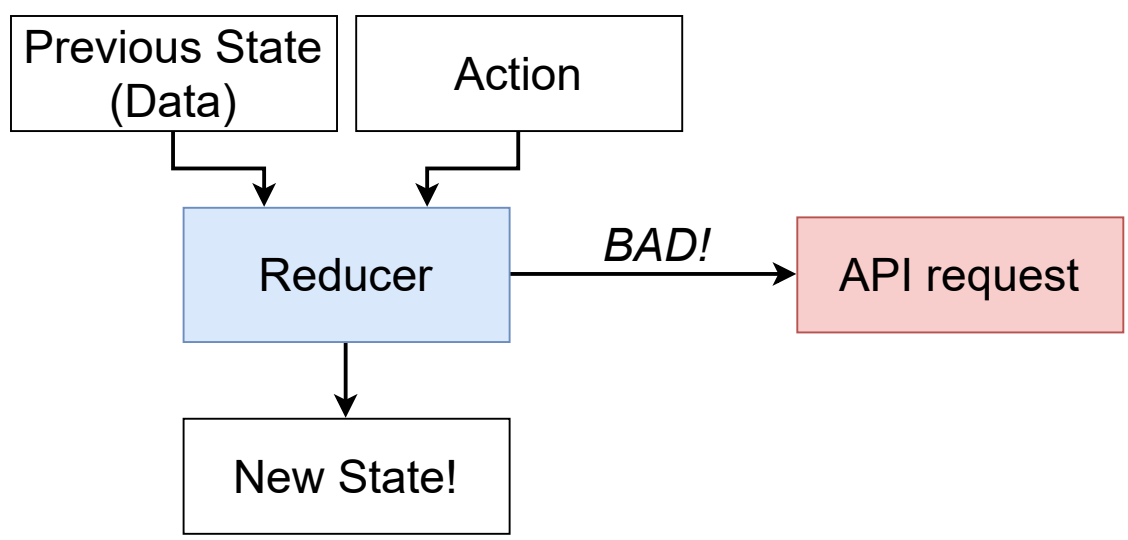 Previous State
(Data)
Action
Reducer
BAD!
API request
New State!